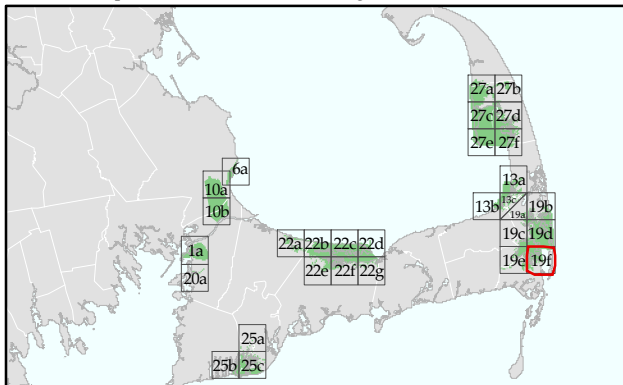 27a 27b
27c 27d
27e 27f
6a
13a
10a
13b 13c 19a 19b
10b
19c 19d
22a 22b 22c 22d
1a
19e 19f
22e 22f 22g
20a
25a
25b 25c